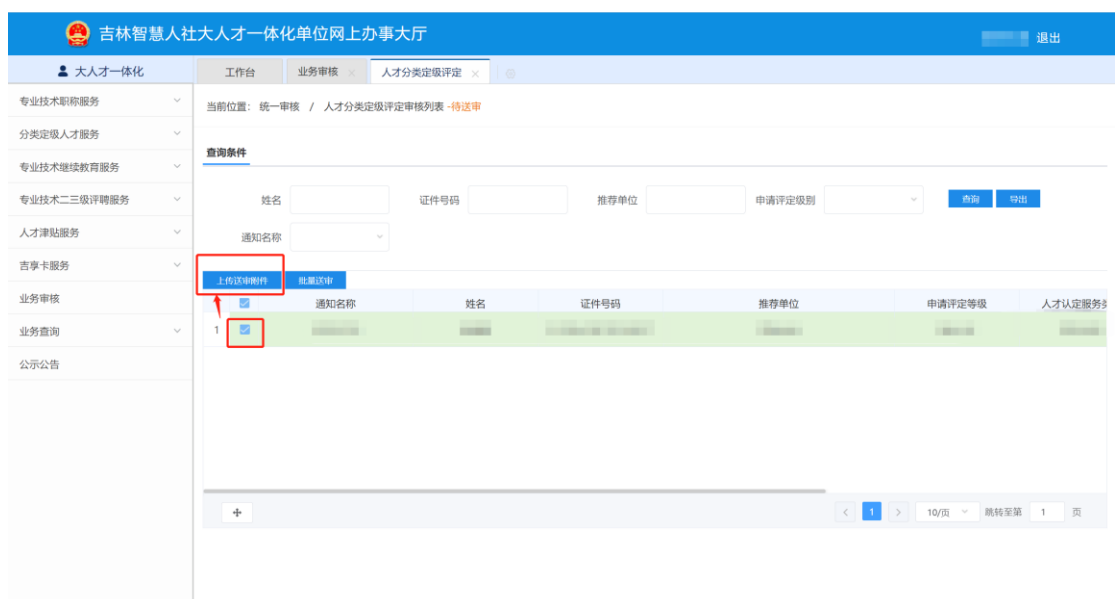 吉林智慧人社大人才一体化单位网上办事大厅
退出
大人才一体化
工作台 业务审核 人才分类定级评定
专业技术职称服务
分类定级人才服务
专业技术继续教育服务
专业技术二三级评聘服务
人才津贴服务
吉享卡服务
业务审核
业务查询
公示公告
当前位置: 统一审核 / 人才分类定级评定审核列表 -待送审
查询条件
姓名 证件号码 推荐单位 申请评定级别 查询 导出
通知名称
上传送审附件 批量送审
通知名称 姓名 证件号码 推荐单位 申请评定等级 人才认定服务
1
< 1 > 10/页 跳转至第 1 页